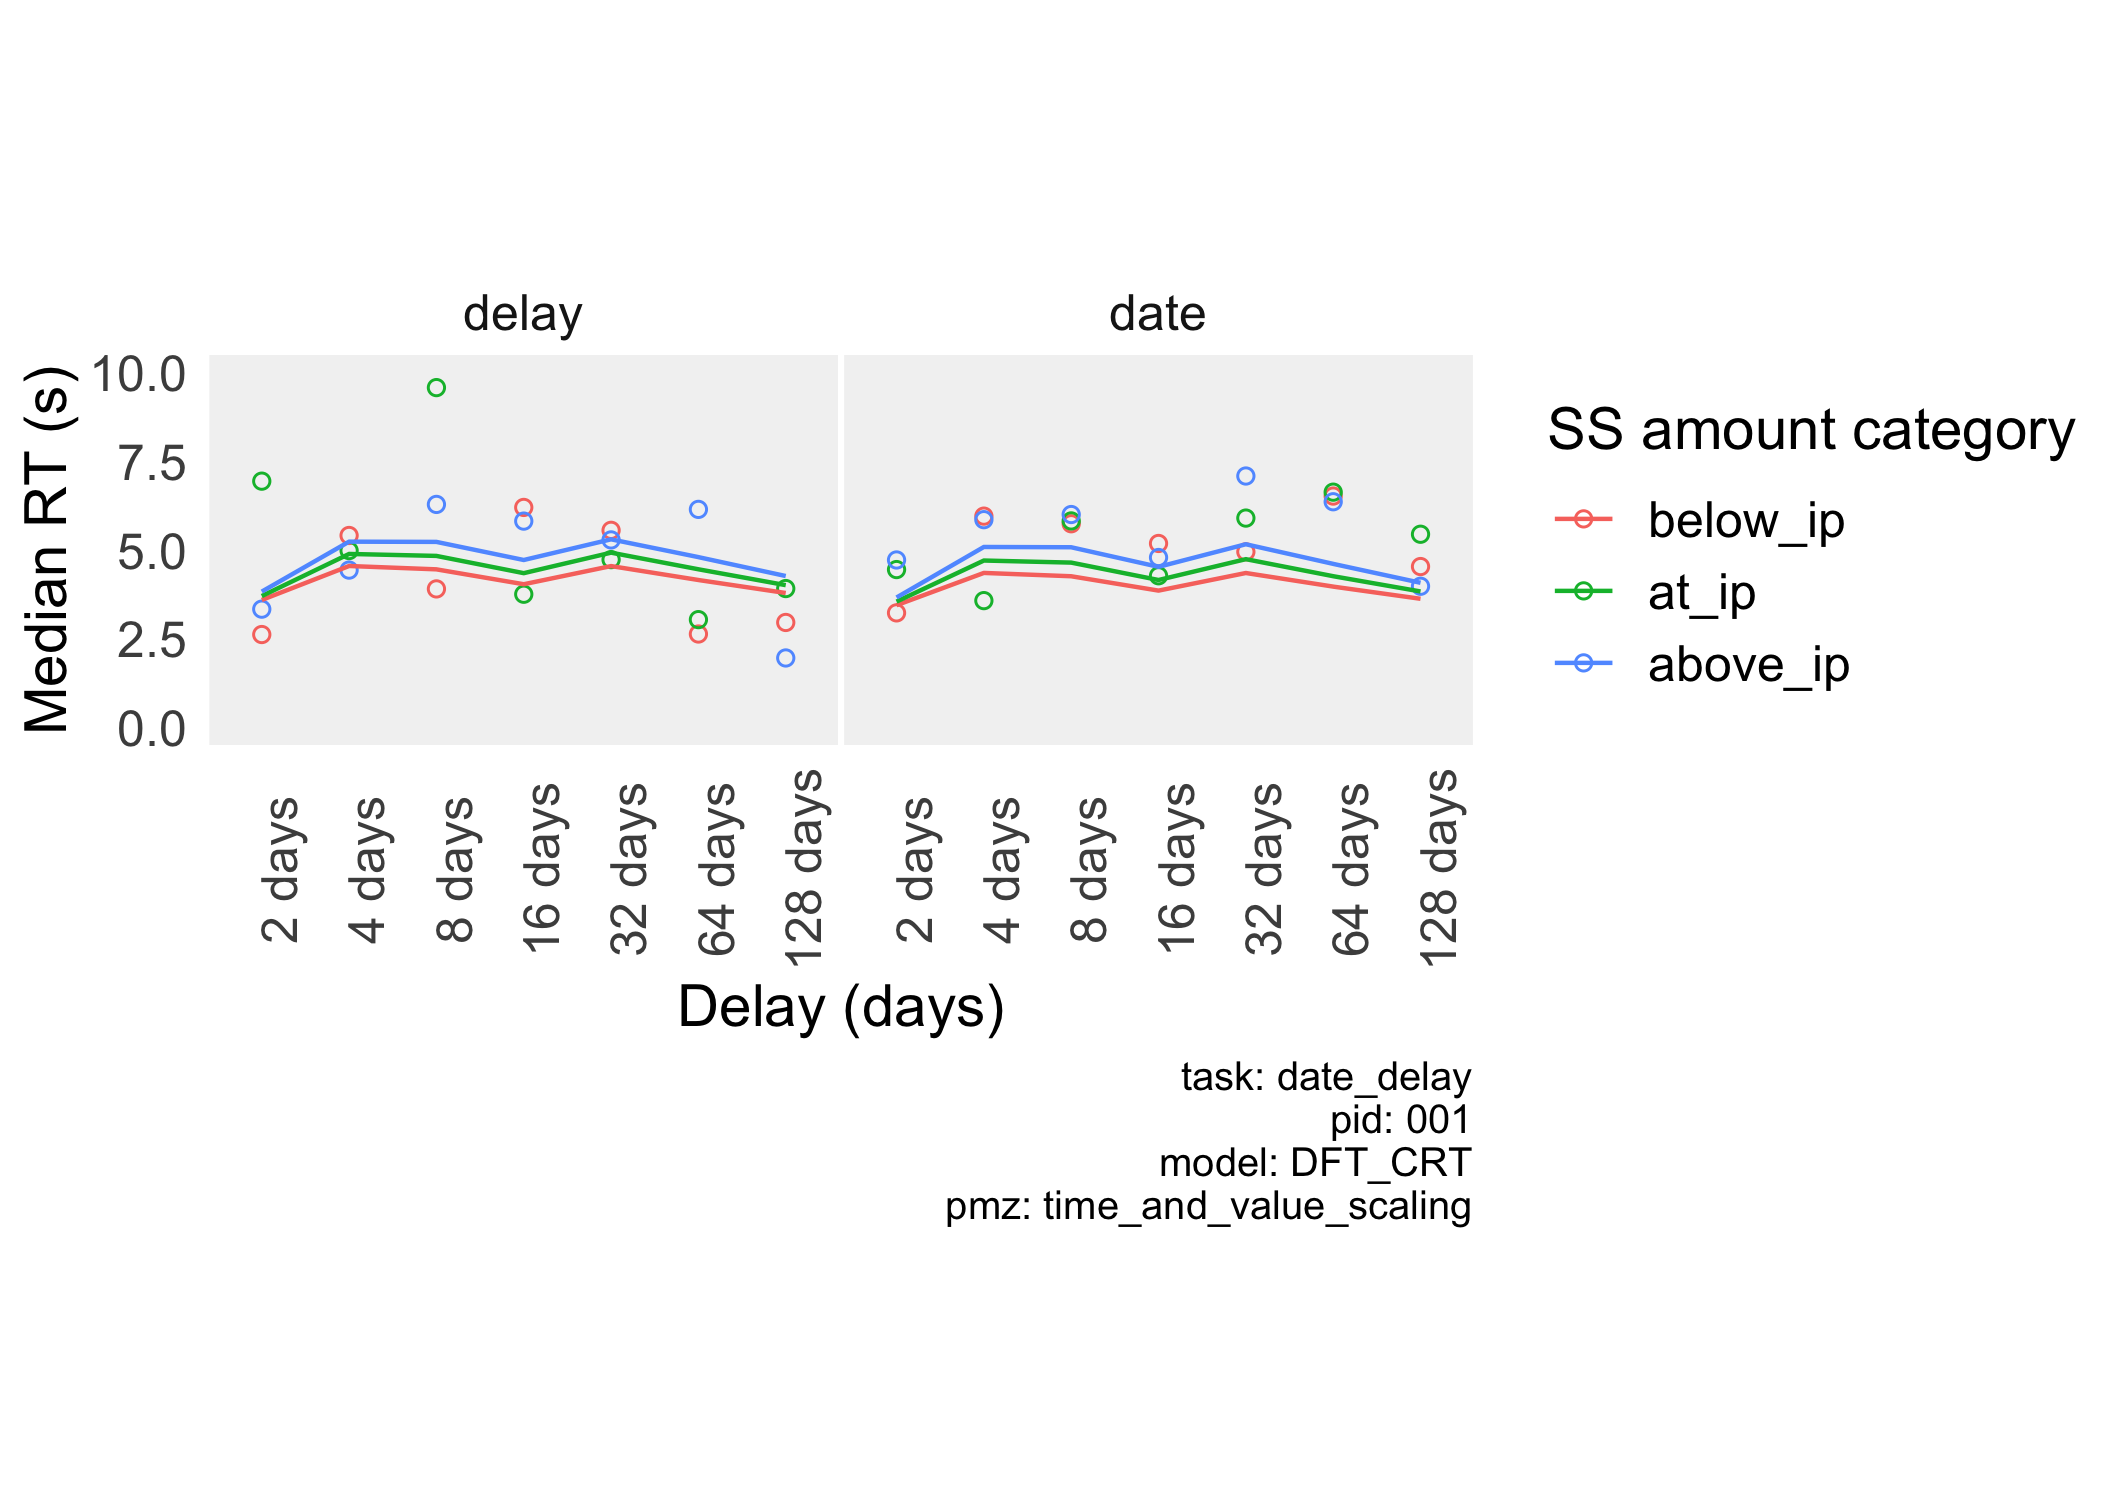 delay
date
Median RT (s)
10.0
7.5
5.0
2.5
0.0
2 days
4 days
8 days
16 days
32 days
64 days
128 days
2 days
4 days
8 days
16 days
32 days
64 days
128 days
Delay (days)
SS amount category
below_ip
at_ip
above_ip
task: date_delay
pid: 001
model: DFT_CRT
pmz: time_and_value_scaling